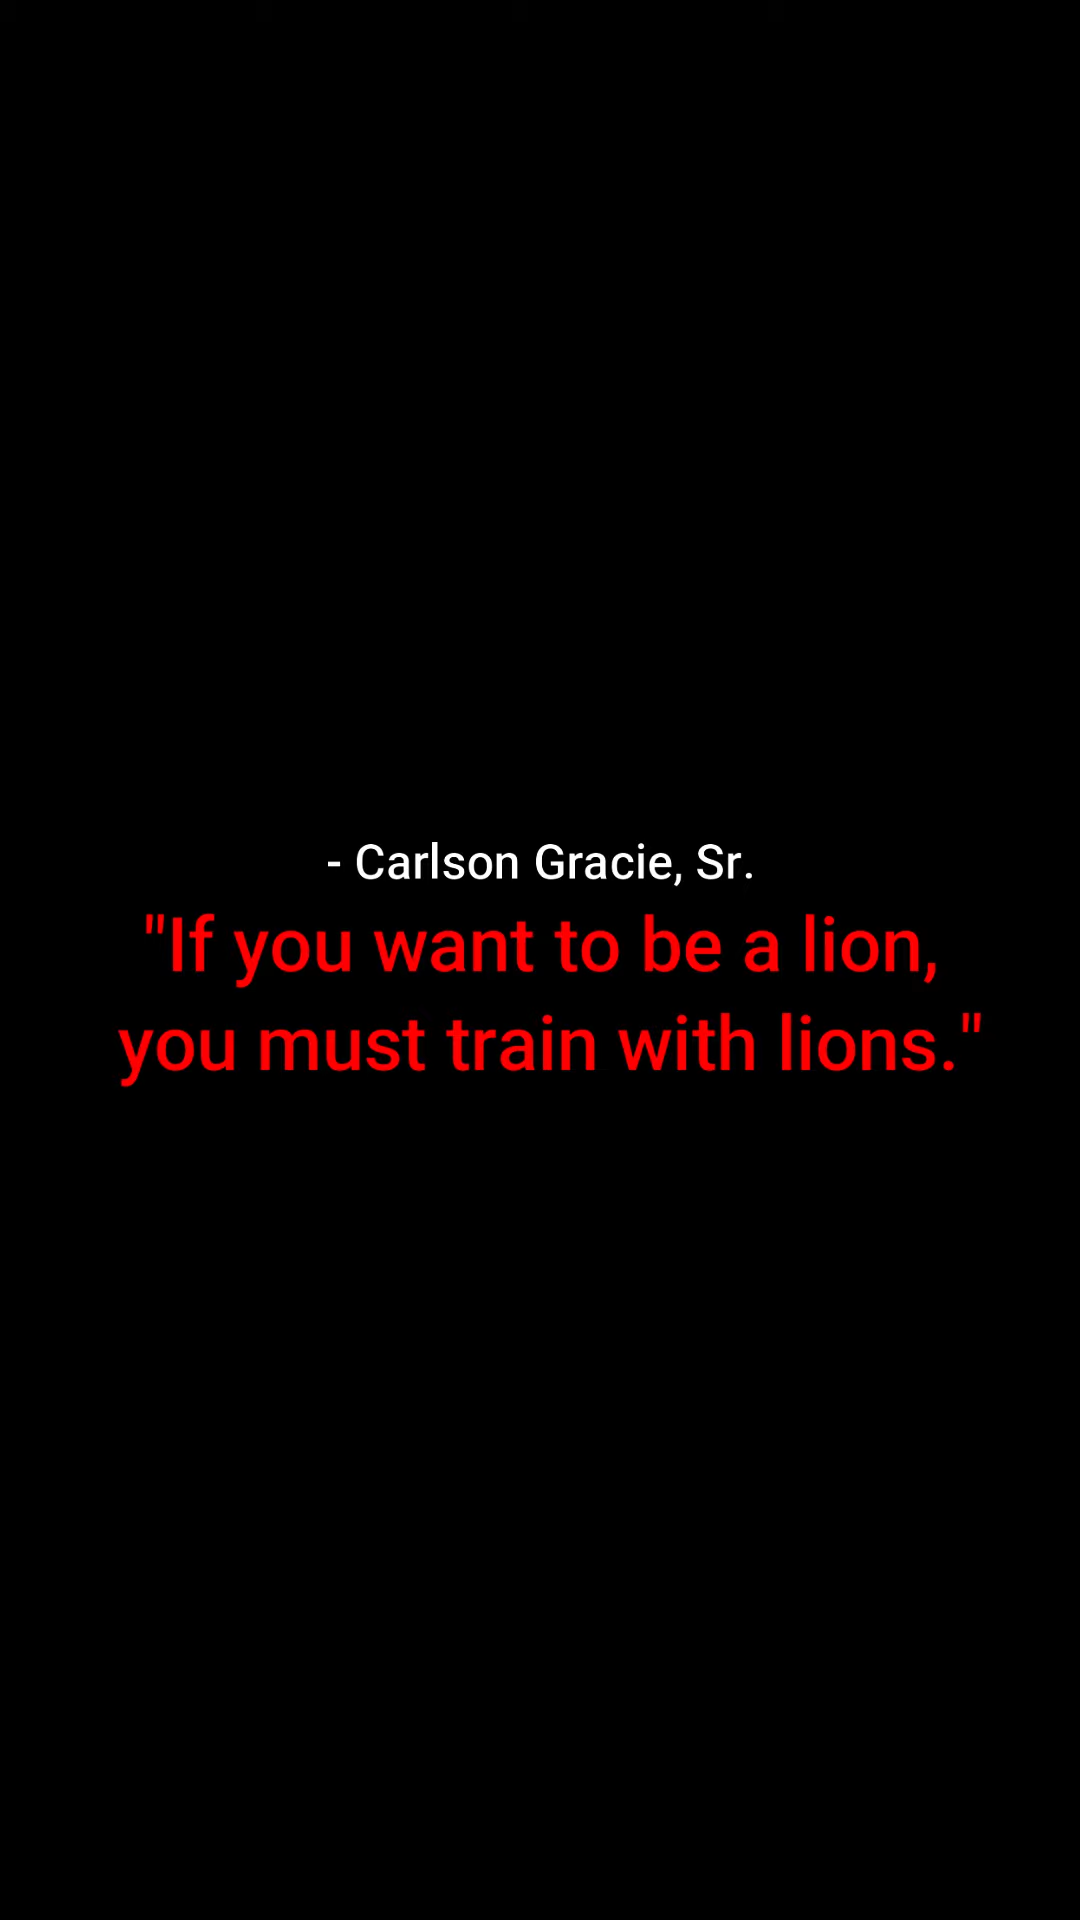 - Carlson Gracie, Sr.
"If you want to be a lion,
you must train with lions."